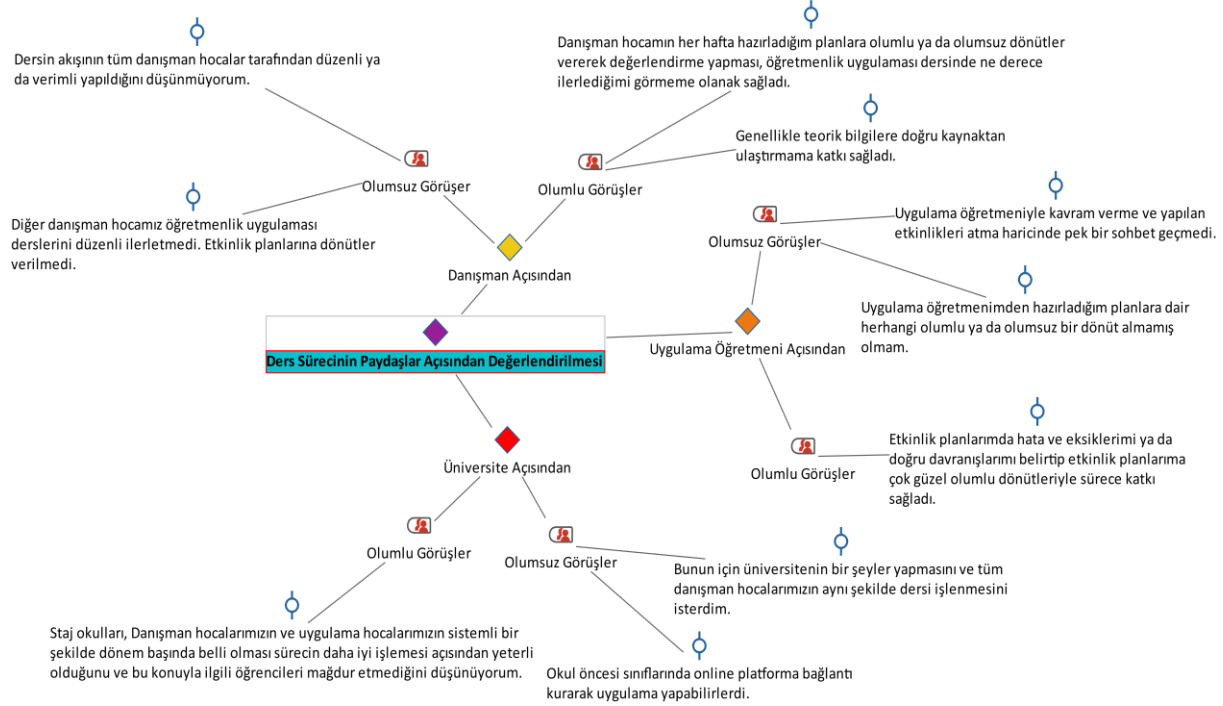 Dersin akışının tüm danışman hocalar tarafından düzenli ya
da verimli yapıldığını düşünmüyorum.
Danışman hocamın her hafta hazırladığım planlara olumlu ya da olumsuz dönütler
vererek değerlendirme yapması, öğretmenlik uygulaması dersinde ne derece
ilerlediğimi görmeme olanak sağladı.
Genellikle teorik bilgilere doğru kaynaktan
ulaştırmama katkı sağladı.
Olumsuz Görüşer
Olumlu Görüşler
Diğer danışman hocamız öğretmenlik uygulaması
derslerini düzenli ilerletmedi. Etkinlik planlarına dönütler
verilmedi.
Uygulama öğretmeniyle kavram verme ve yapılan
etkinlikleri atma haricinde pek bir sohbet geçmedi.
Olumsuz Görüşler
Danışman Açısından
Uygulama öğretmenimden hazırladığım planlara dair
herhangi olumlu ya da olumsuz bir dönüt almamış
olmam.
Uygulama Öğretmeni Açısından
Ders Sürecinin Paydaşlar Açısından Değerlendirilmesi
Etkinlik planlarımda hata ve eksiklerimi ya da
doğru davranışlarımı belirtip etkinlik planlarıma
çok güzel olumlu dönütleriyle sürece katkı
sağladı.
Olumlu Görüşler
Üniversite Açısından
Olumlu Görüşler
Olumsuz Görüşler
Bunun için üniversitenin bir şeyler yapmasını ve tüm
danışman hocalarımızın aynı şekilde dersi işlenmesini
isterdim.
Staj okulları, Danışman hocalarımızın ve uygulama hocalarımızın sistemli bir
şekilde dönem başında belli olması sürecin daha iyi işlemesi açısından yeterli
olduğunu ve bu konuyla ilgili öğrencileri mağdur etmediğini düşünüyorum.
Okul öncesi sınıflarında online platforma bağlantı
kurarak uygulama yapabilirlerdi.